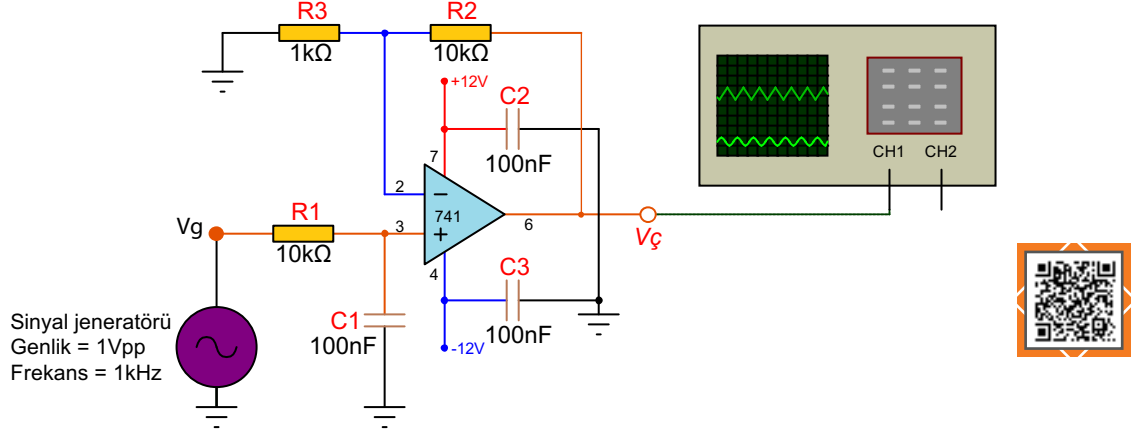 R3
1kΩ
R2
10kΩ
+12V
C2
100nF
7
2
741
3
6
4
Vg
R1
10kΩ
C1
100nF
C3
100nF
-12V
Vç
CH1 CH2
Sinyal jeneratörü
Genlik = 1Vpp
Frekans = 1kHz